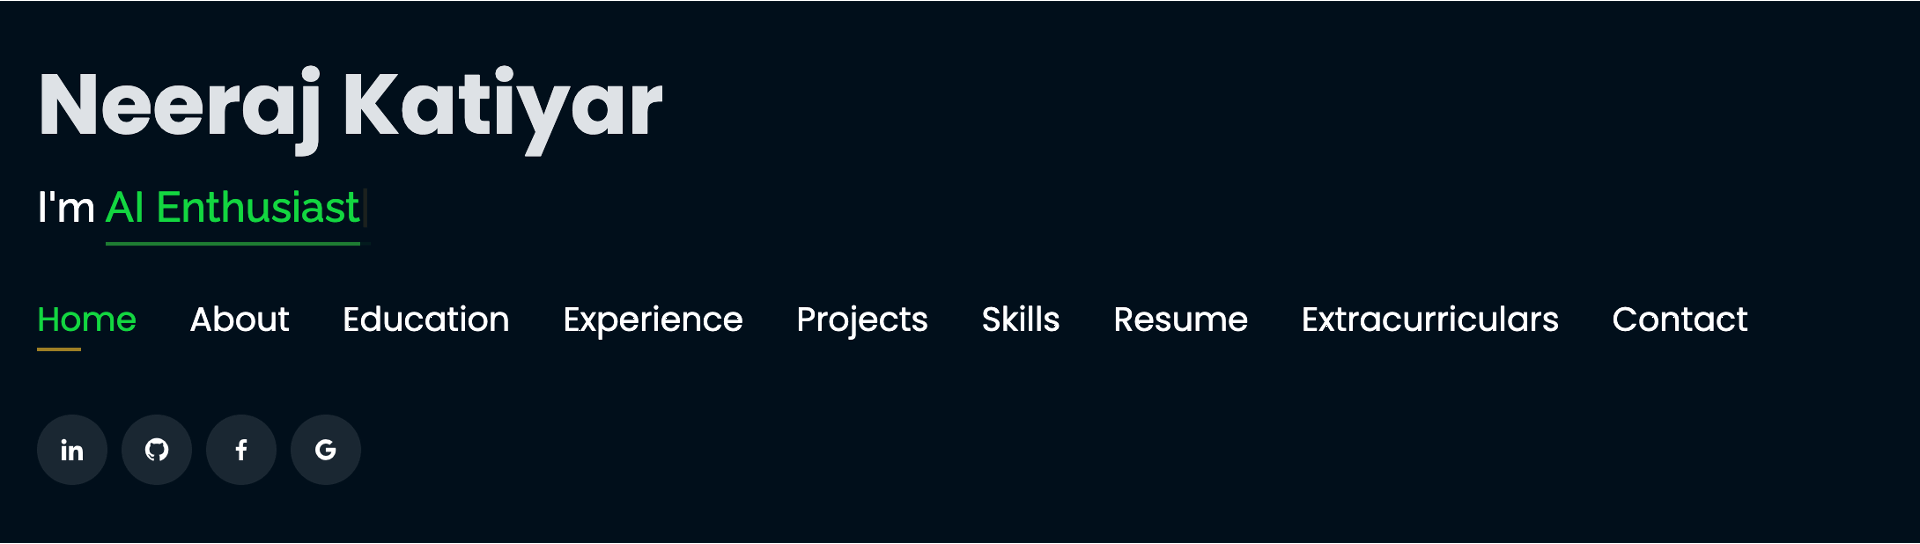 Neeraj Katiyar
I'm AI Enthusiast
Home About Education Experience Projects Skills Resume Extracurriculars Contact
in f G